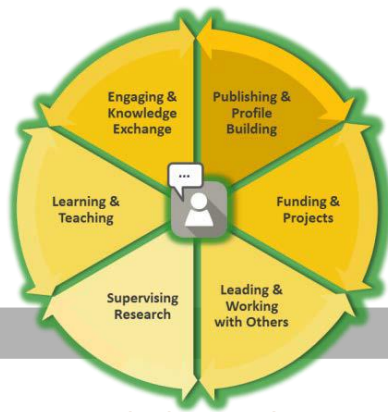 Engaging &
Knowledge
Exchange
Publishing &
Profile
Building
Learning &
Teaching
...
Funding &
Projects
Supervising
Research
Leading &
Working
with Others